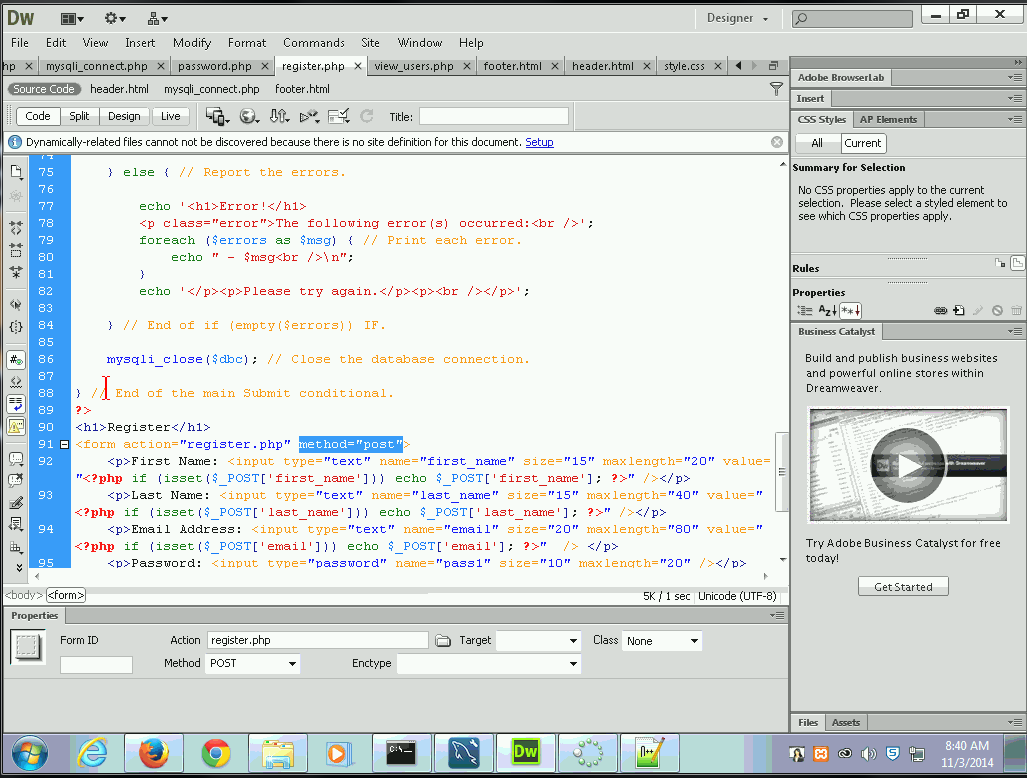 Dw
Designer
File Edit View Insert Modify Format Commands Site Window Help
hp mysqli_connect.php password.php register.php view_users.php footer.html header.html style.css
Source Code header.html mysqli_connect.php footer.html
Code Split Design Live Title:
Dynamically-related files cannot not be discovered because there is no site definition for this document. Setup
74
75 } else { // Report the errors.
76
77 echo '<h1>Error!</h1>
78 <p class="error">The following error(s) occurred:<br />';
79 foreach ($errors as $msg) { // Print each error.
80 echo " - $msg<br />\n";
81 }
82 echo '</p><p>Please try again.</p><p><br /></p>';
83
84 } // End of if (empty($errors)) IF.
85
86 mysqli_close($dbc); // Close the database connection.
87
88 } // End of the main Submit conditional.
89 ?>
90 <h1>Register</h1>
91 <form action="register.php" method="post">
92 <p>First Name: <input type="text" name="first_name" size="15" maxlength="20" value=
"<?php if (isset($_POST['first_name'])) echo $_POST['first_name']; ?>" /></p>
93 <p>Last Name: <input type="text" name="last_name" size="15" maxlength="40" value="
<?php if (isset($_POST['last_name'])) echo $_POST['last_name']; ?>" /></p>
94 <p>Email Address: <input type="text" name="email" size="20" maxlength="80" value="
<?php if (isset($_POST['email'])) echo $_POST['email']; ?>" /> </p>
95 <p>Password: <input type="password" name="pass1" size="10" maxlength="20" /></p>
<body> <form>
5K / 1 sec Unicode (UTF-8)
Properties
Form ID Action register.php Target Class None
Method POST Enctype
Adobe BrowserLab
Insert
CSS Styles AP Elements
All Current
Summary for Selection
No CSS properties apply to the current
selection. Please select a styled element to
see which CSS properties apply.
Rules
Properties
Business Catalyst
Build and publish business websites
and powerful online stores within
Dreamweaver.
Try Adobe Business Catalyst for free
today!
Get Started
Files Assets
Dw
8:40 AM
11/3/2014